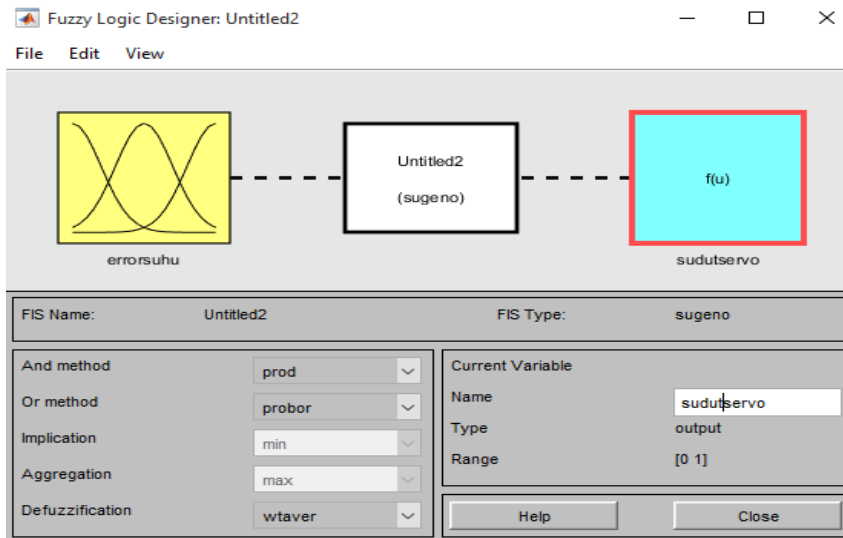 Fuzzy Logic Designer: Untitled2
File Edit View
Untitled2
(sugeno)
f(u)
errorsuhu
sudutservo
FIS Name: Untitled2 FIS Type: sugeno
And method prod
Or method probor
Implication min
Aggregation max
Defuzzification wtaver
Current Variable
Name sudutservo
Type output
Range [0 1]
Help Close